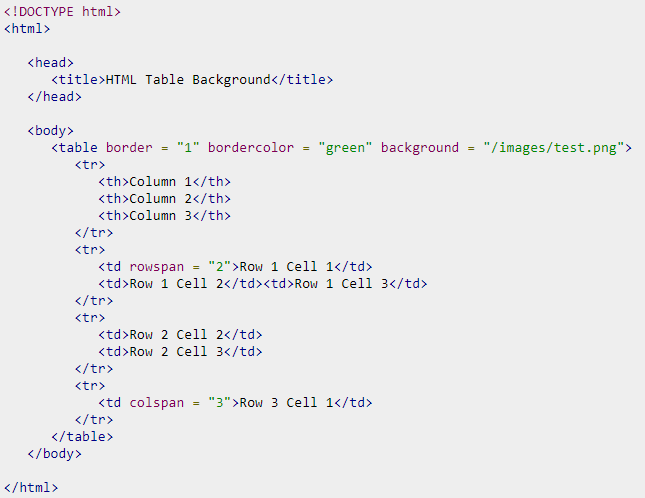 <!DOCTYPE html>
<html>
<head>
<title>HTML Table Background</title>
</head>
<body>
<table border = "1" bordercolor = "green" background = "/images/test.png">
<tr>
<th>Column 1</th>
<th>Column 2</th>
<th>Column 3</th>
</tr>
<tr>
<td rowspan = "2">Row 1 Cell 1</td>
<td>Row 1 Cell 2</td><td>Row 1 Cell 3</td>
</tr>
<tr>
<td>Row 2 Cell 2</td>
<td>Row 2 Cell 3</td>
</tr>
<tr>
<td colspan = "3">Row 3 Cell 1</td>
</tr>
</table>
</body>
</html>